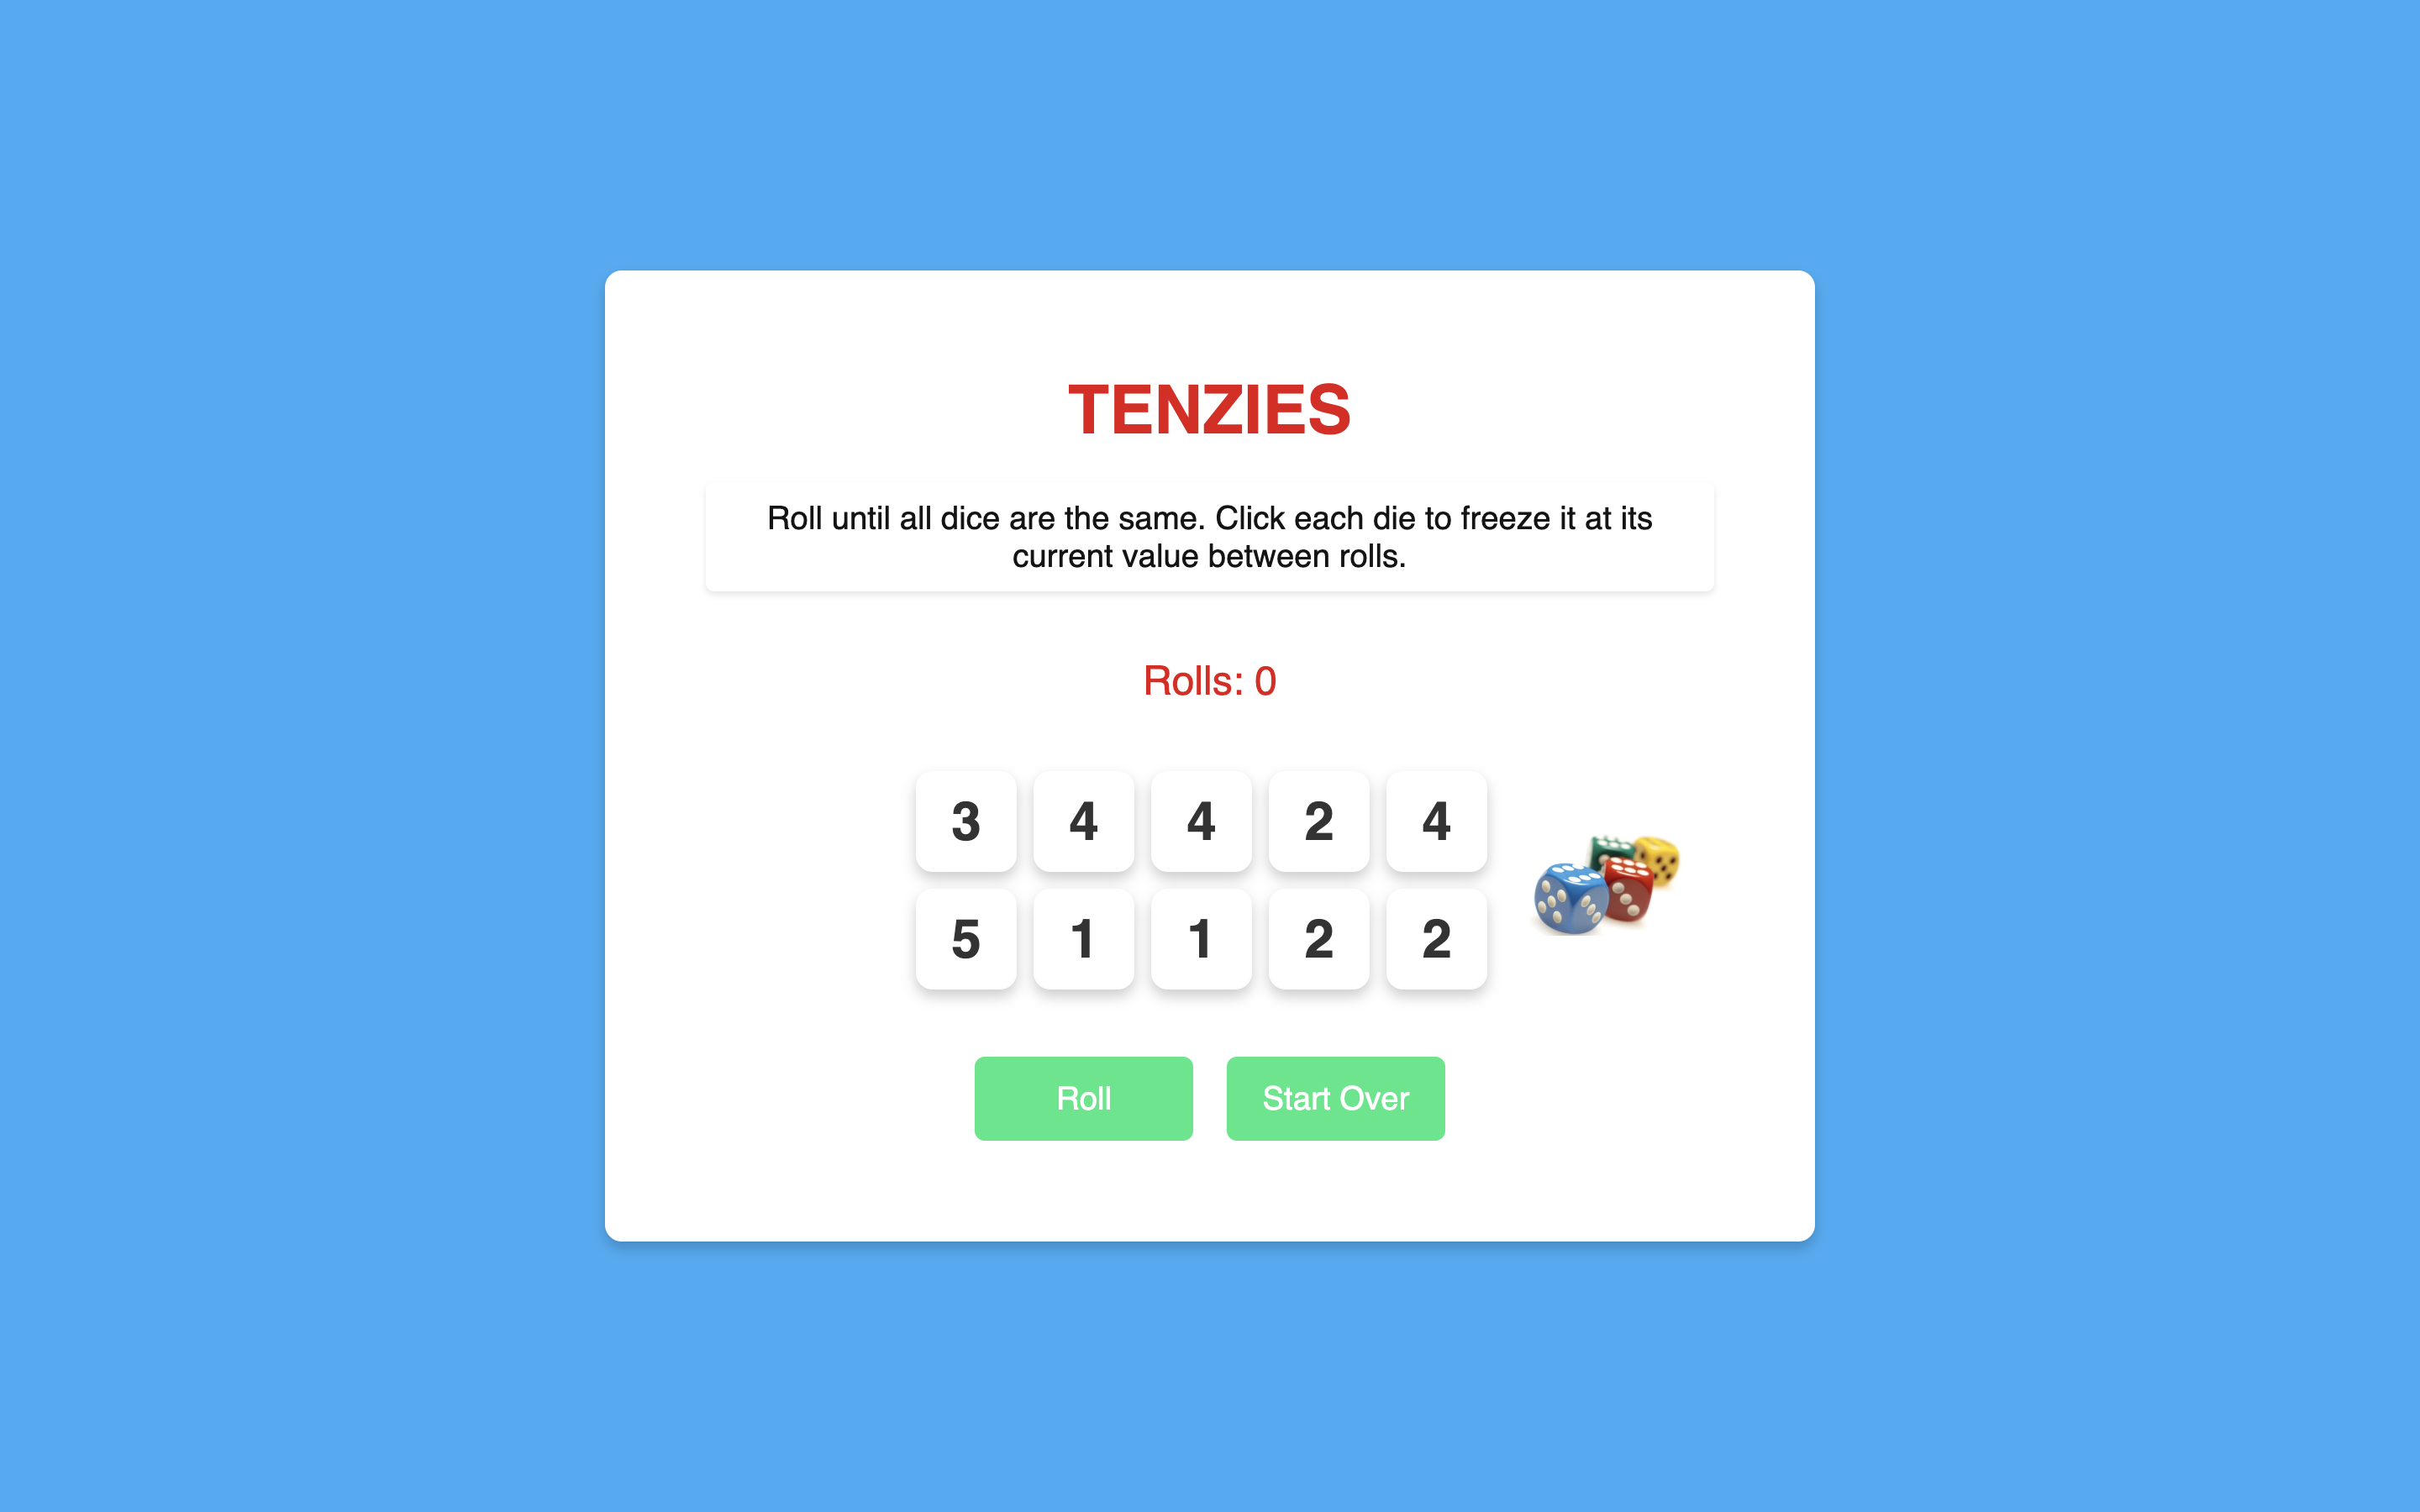 TENZIES
Roll until all dice are the same. Click each die to freeze it at its
current value between rolls.
Rolls: 0
3 4 4 2 4
5 1 1 2 2
Roll Start Over